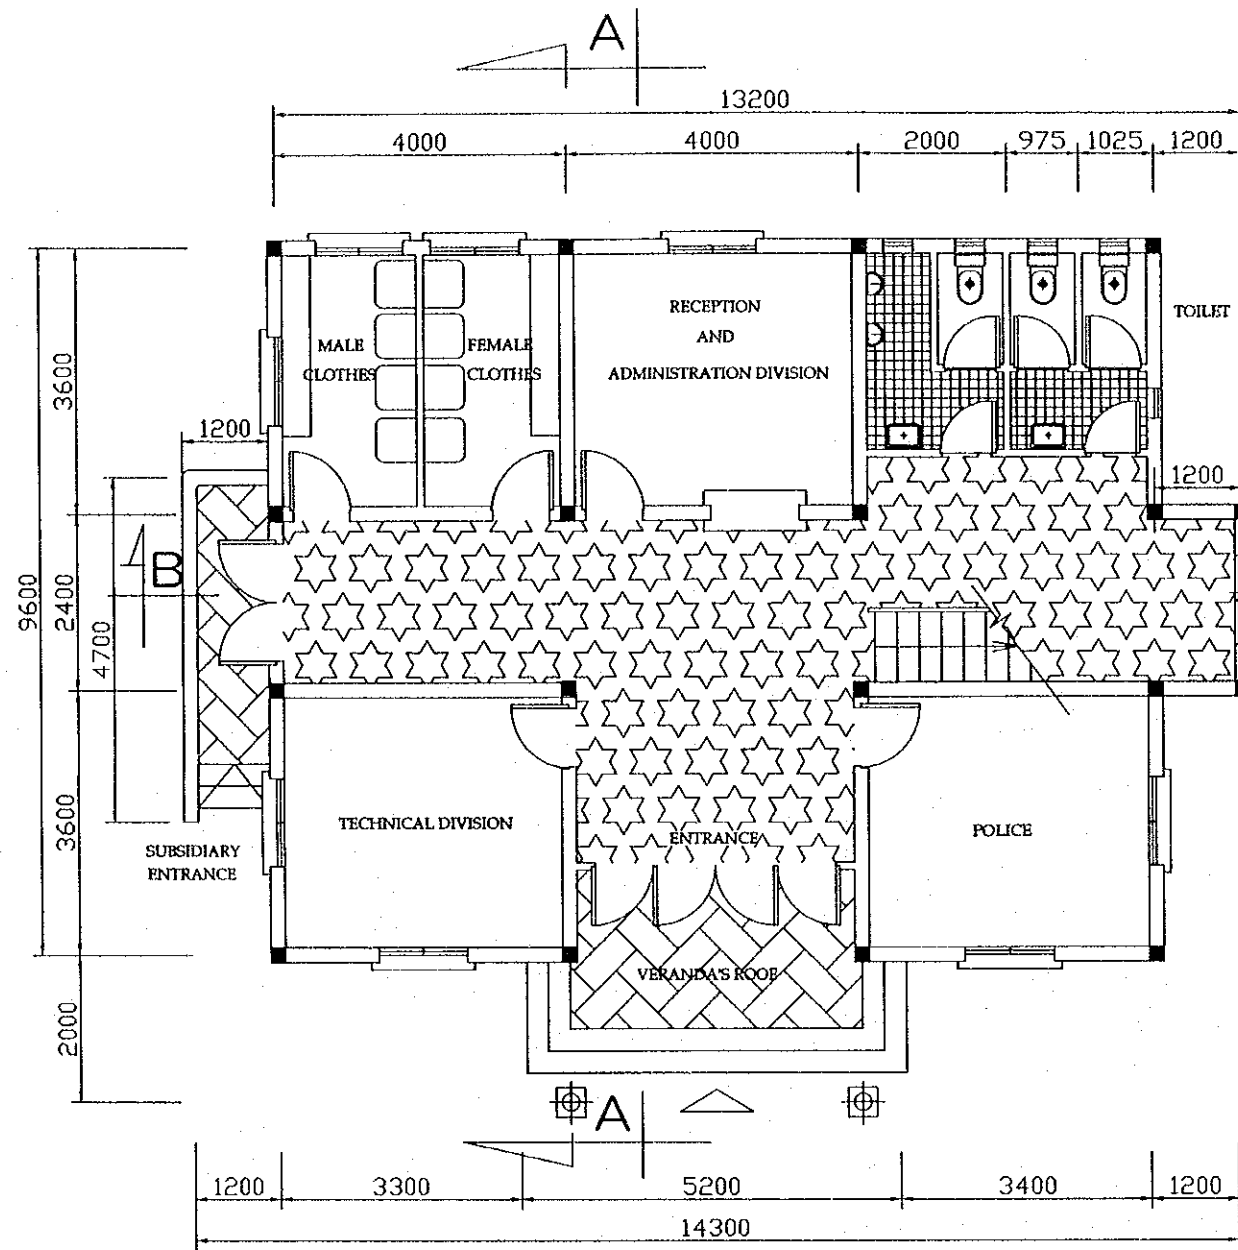 A
13200
4000 4000 2000 975 1025 1200
RECEPTION
AND
ADMINISTRATION DIVISION
MALE
CLOTHES
FEMALE
CLOTHES
TOILET
3600
1200
1200
B
9600
2400
4700
3600
TECHNICAL DIVISION
ENTRANCE
POLICE
SUBSIDIARY
ENTRANCE
VERANDA'S ROOF
2000
A
1200 3300 5200 3400 1200
14300